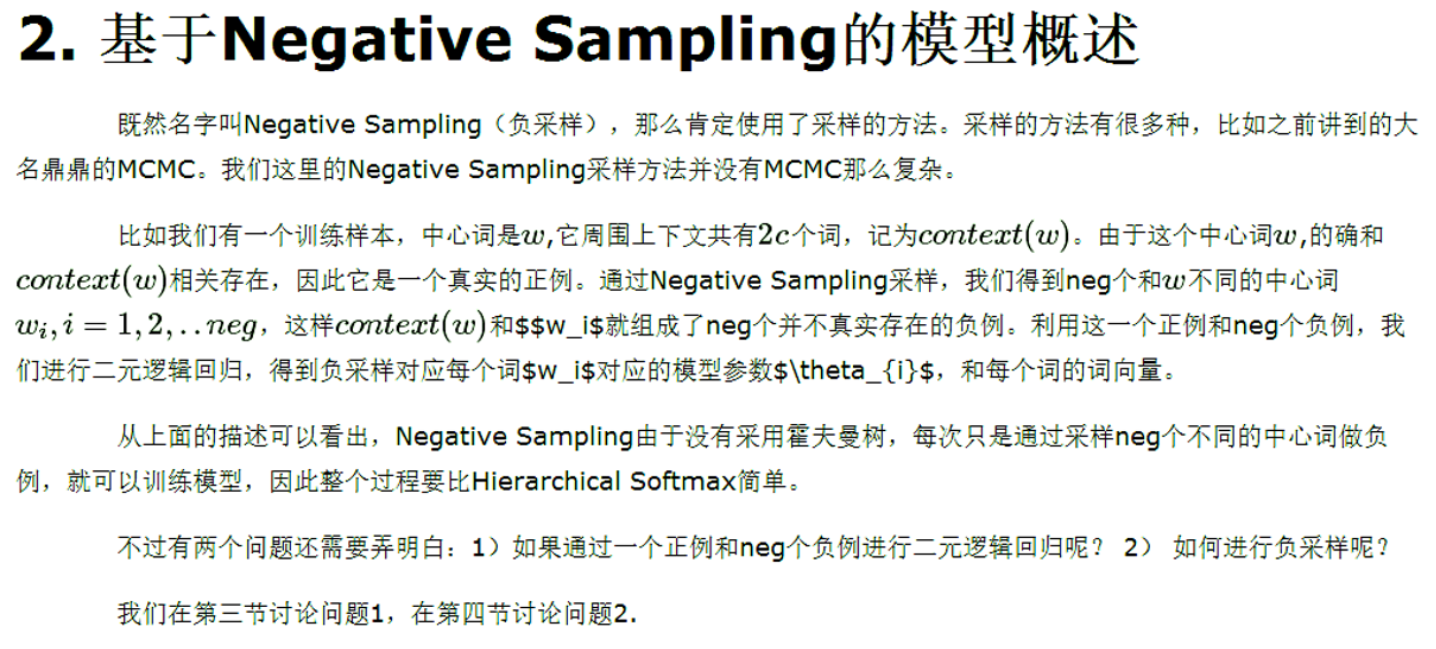 2. 基于Negative Sampling的模型概述
既然名字叫Negative Sampling（负采样），那么肯定使用了采样的方法。采样的方法有很多种，比如之前讲到的大
名鼎鼎的MCMC。我们这里的Negative Sampling采样方法并没有MCMC那么复杂。
比如我们有一个训练样本，中心词是w,它周围上下文共有2c个词，记为context(w)。由于这个中心词w,的确和
context(w)相关存在，因此它是一个真实的正例。通过Negative Sampling采样，我们得到neg个和w不同的中心词
wᵢ, i = 1, 2, ..neg，这样context(w)和$$w_i$就组成了neg个并不真实存在的负例。利用这一个正例和neg个负例，我
们进行二元逻辑回归，得到负采样对应每个词$w_i$对应的模型参数$\theta_{i}$，和每个词的词向量。
从上面的描述可以看出，Negative Sampling由于没有采用霍夫曼树，每次只是通过采样neg个不同的中心词做负
例，就可以训练模型，因此整个过程要比Hierarchical Softmax简单。
不过有两个问题还需要弄明白：1）如果通过一个正例和neg个负例进行二元逻辑回归呢？ 2） 如何进行负采样呢？
我们在第三节讨论问题1，在第四节讨论问题2.